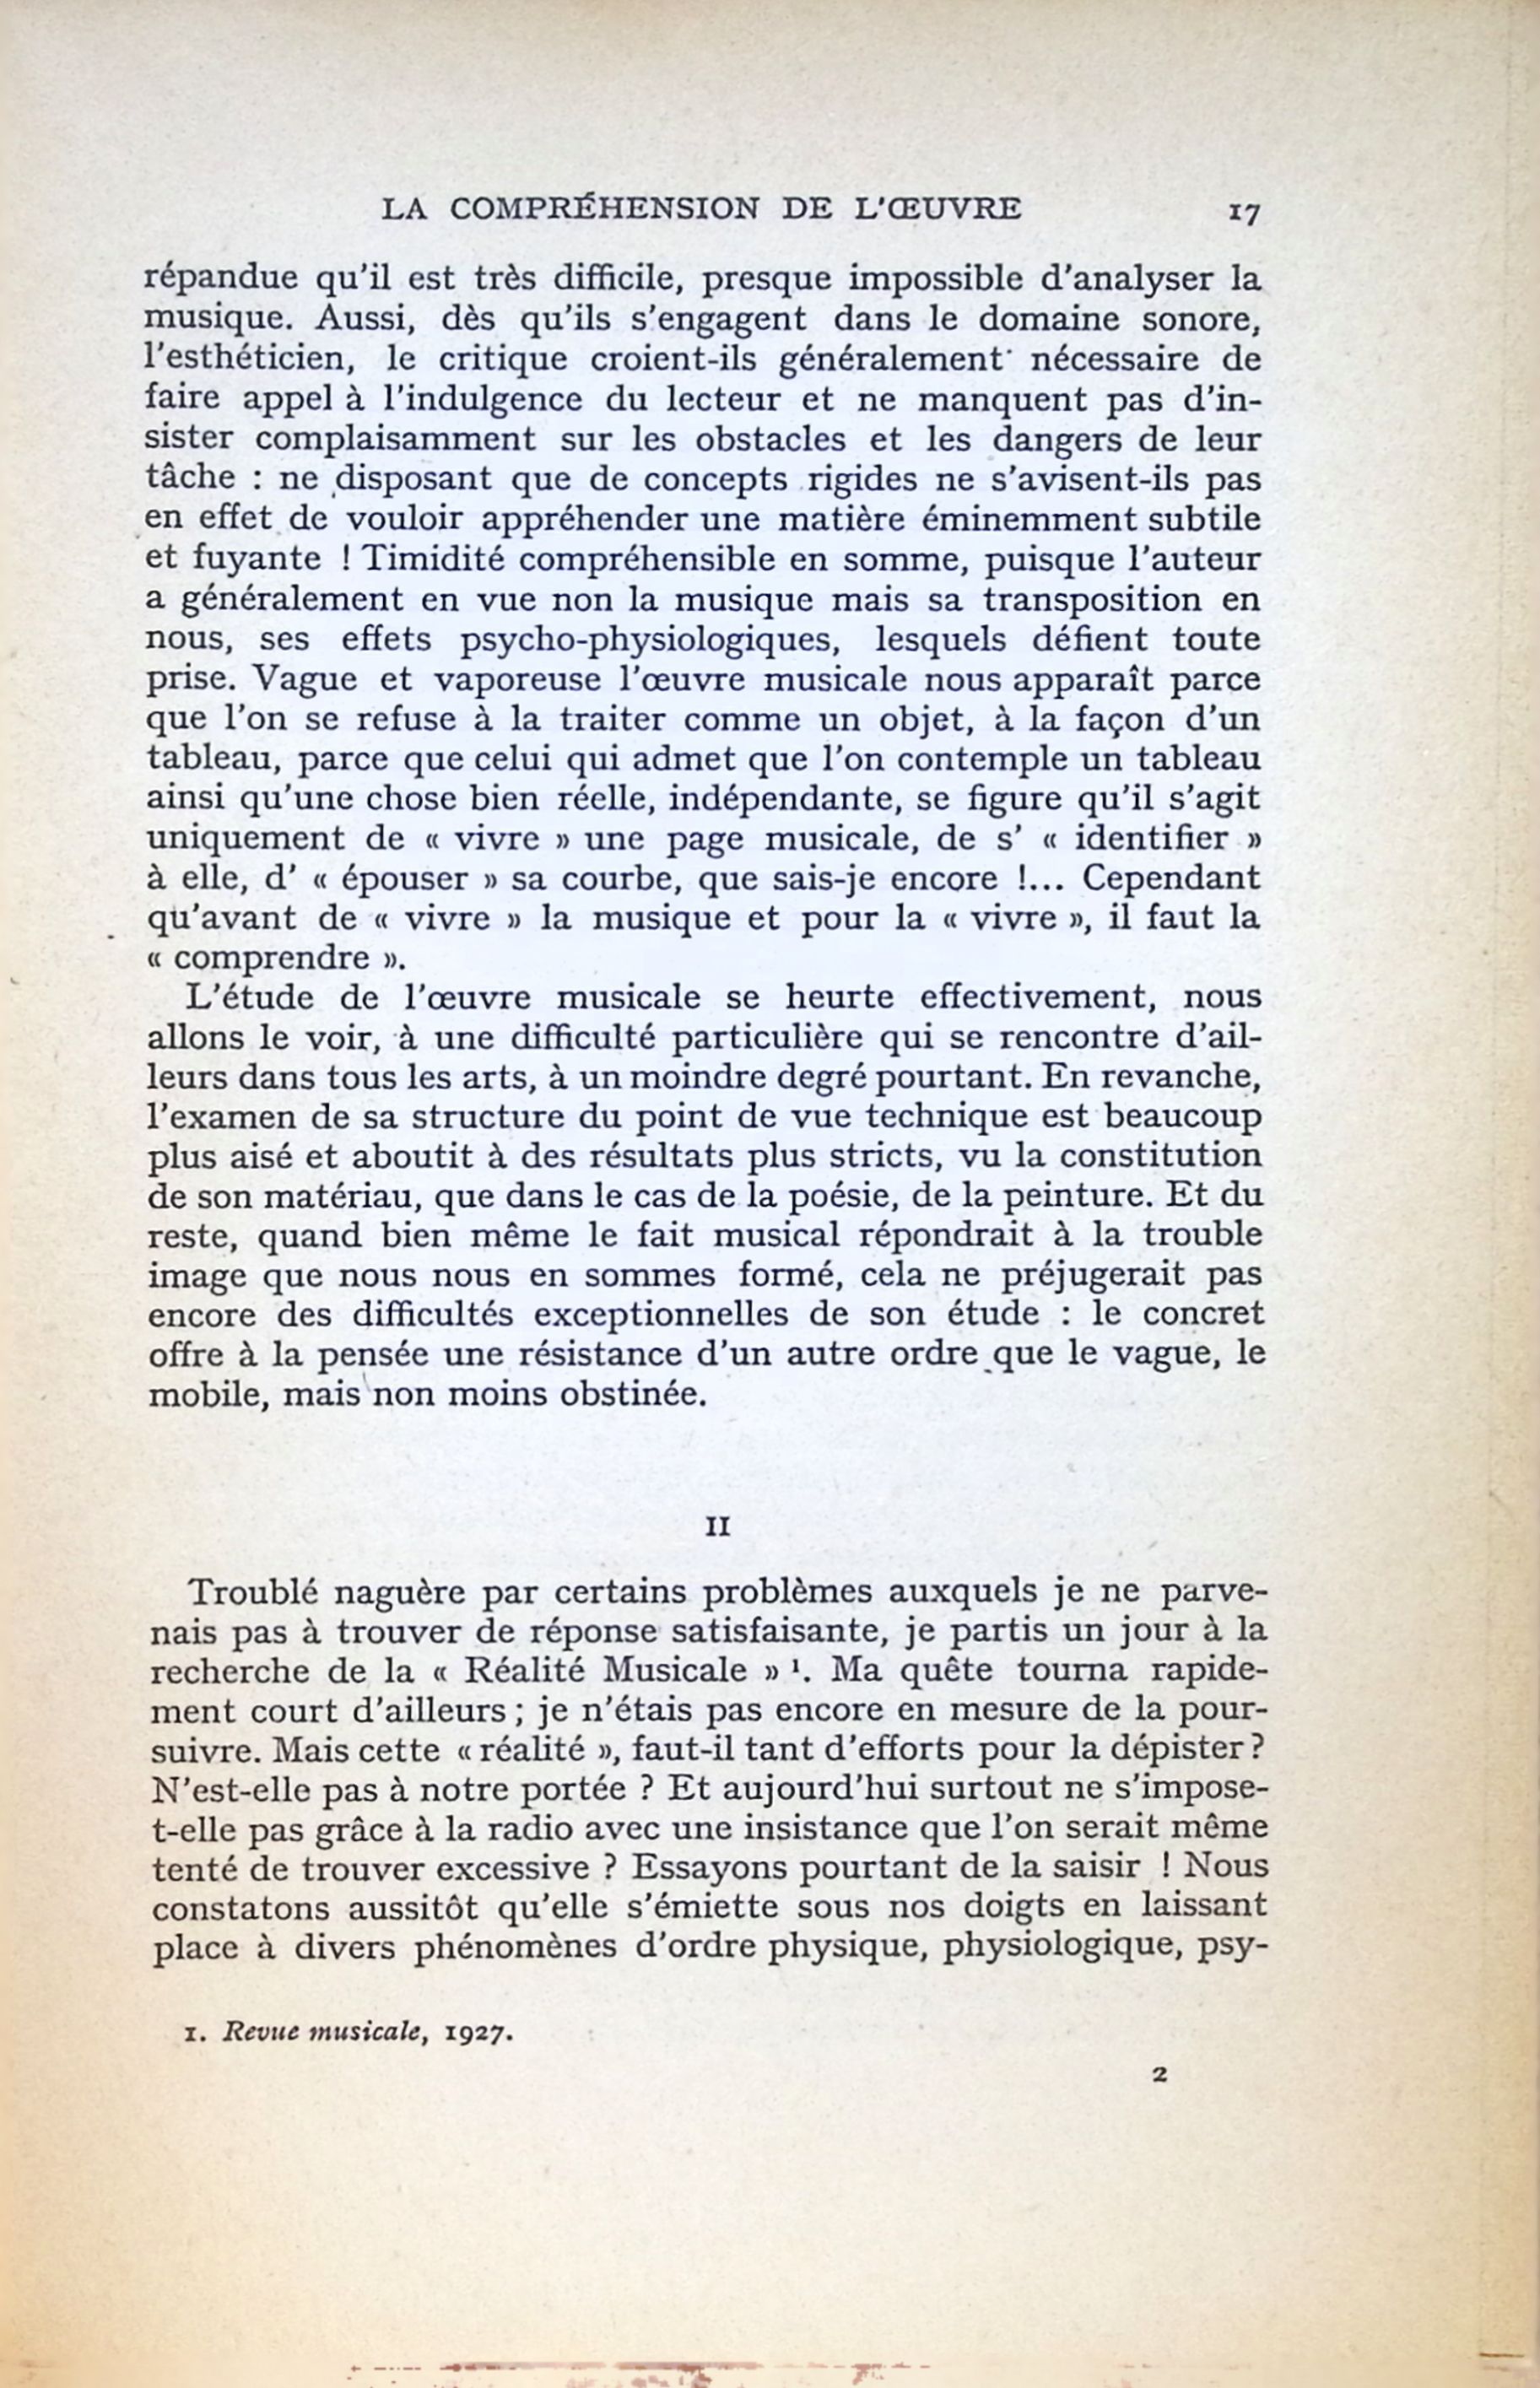 LA COMPRÉHENSION DE L'ŒUVRE 17
répandue qu'il est très difficile, presque impossible d'analyser la
musique. Aussi, dès qu'ils s'engagent dans le domaine sonore,
l'esthéticien, le critique croient-ils généralement nécessaire de
faire appel à l'indulgence du lecteur et ne manquent pas d'in-
sister complaisamment sur les obstacles et les dangers de leur
tâche : ne disposant que de concepts rigides ne s'avisent-ils pas
en effet de vouloir appréhender une matière éminemment subtile
et fuyante ! Timidité compréhensible en somme, puisque l'auteur
a généralement en vue non la musique mais sa transposition en
nous, ses effets psycho-physiologiques, lesquels défient toute
prise. Vague et vaporeuse l'œuvre musicale nous apparaît parce
que l'on se refuse à la traiter comme un objet, à la façon d'un
tableau, parce que celui qui admet que l'on contemple un tableau
ainsi qu'une chose bien réelle, indépendante, se figure qu'il s'agit
uniquement de « vivre » une page musicale, de s' « identifier »
à elle, d' « épouser » sa courbe, que sais-je encore !... Cependant
qu'avant de « vivre » la musique et pour la « vivre », il faut la
« comprendre ».
L'étude de l'œuvre musicale se heurte effectivement, nous
allons le voir, à une difficulté particulière qui se rencontre d'ail-
leurs dans tous les arts, à un moindre degré pourtant. En revanche,
l'examen de sa structure du point de vue technique est beaucoup
plus aisé et aboutit à des résultats plus stricts, vu la constitution
de son matériau, que dans le cas de la poésie, de la peinture. Et du
reste, quand bien même le fait musical répondrait à la trouble
image que nous nous en sommes formé, cela ne préjugerait pas
encore des difficultés exceptionnelles de son étude : le concret
offre à la pensée une résistance d'un autre ordre que le vague, le
mobile, mais non moins obstinée.
II
Troublé naguère par certains problèmes auxquels je ne parve-
nais pas à trouver de réponse satisfaisante, je partis un jour à la
recherche de la « Réalité Musicale » ¹. Ma quête tourna rapide-
ment court d'ailleurs ; je n'étais pas encore en mesure de la pour-
suivre. Mais cette « réalité », faut-il tant d'efforts pour la dépister ?
N'est-elle pas à notre portée ? Et aujourd'hui surtout ne s'impose-
t-elle pas grâce à la radio avec une insistance que l'on serait même
tenté de trouver excessive ? Essayons pourtant de la saisir ! Nous
constatons aussitôt qu'elle s'émiette sous nos doigts en laissant
place à divers phénomènes d'ordre physique, physiologique, psy-
1. Revue musicale, 1927.
2